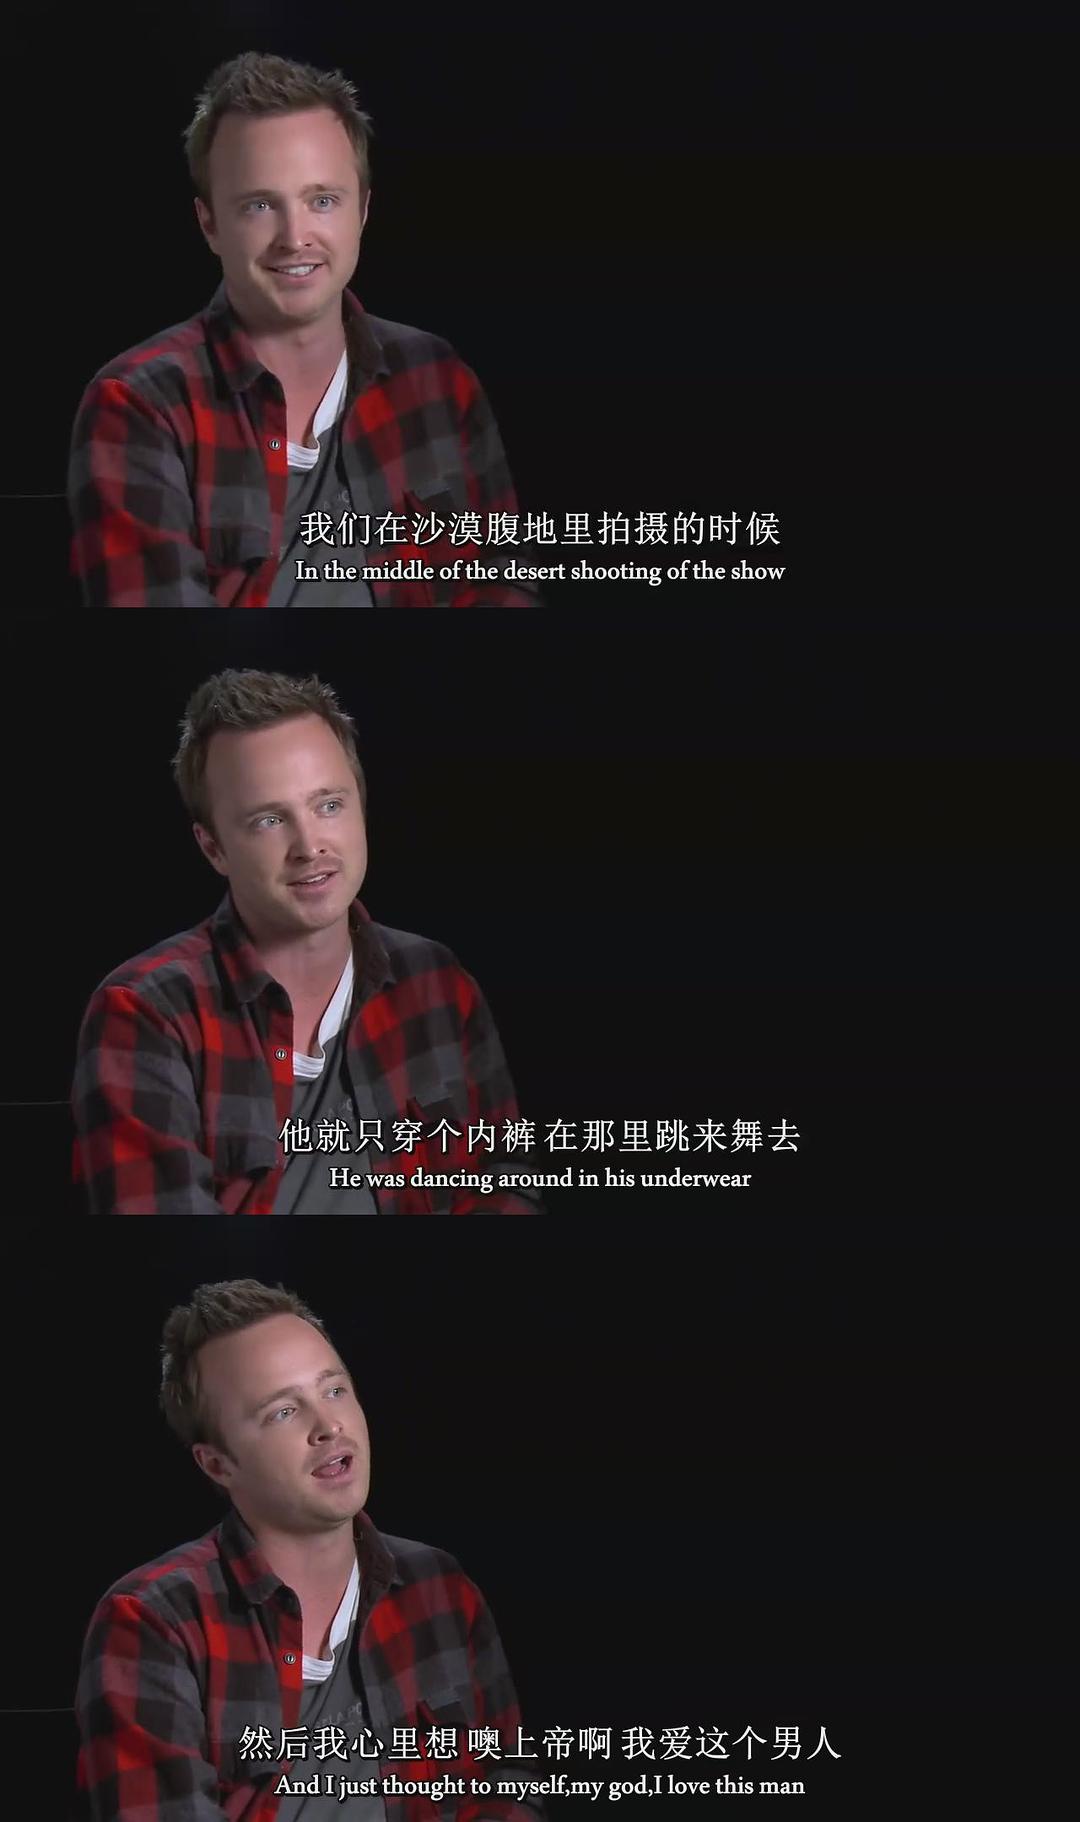 我们在沙漠腹地里拍摄的时候
In the middle of the desert shooting of the show
他就只穿个内裤 在那里跳来舞去
He was dancing around in his underwear
然后我心里想 噢上帝啊 我爱这个男人
And I just thought to myself,my god,I love this man